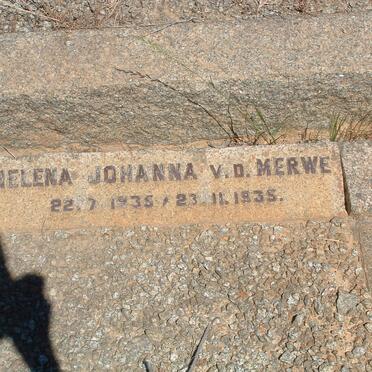 HELENA JOHANNA V.D. MERWE
22.7.1935 / 23.11.1935.